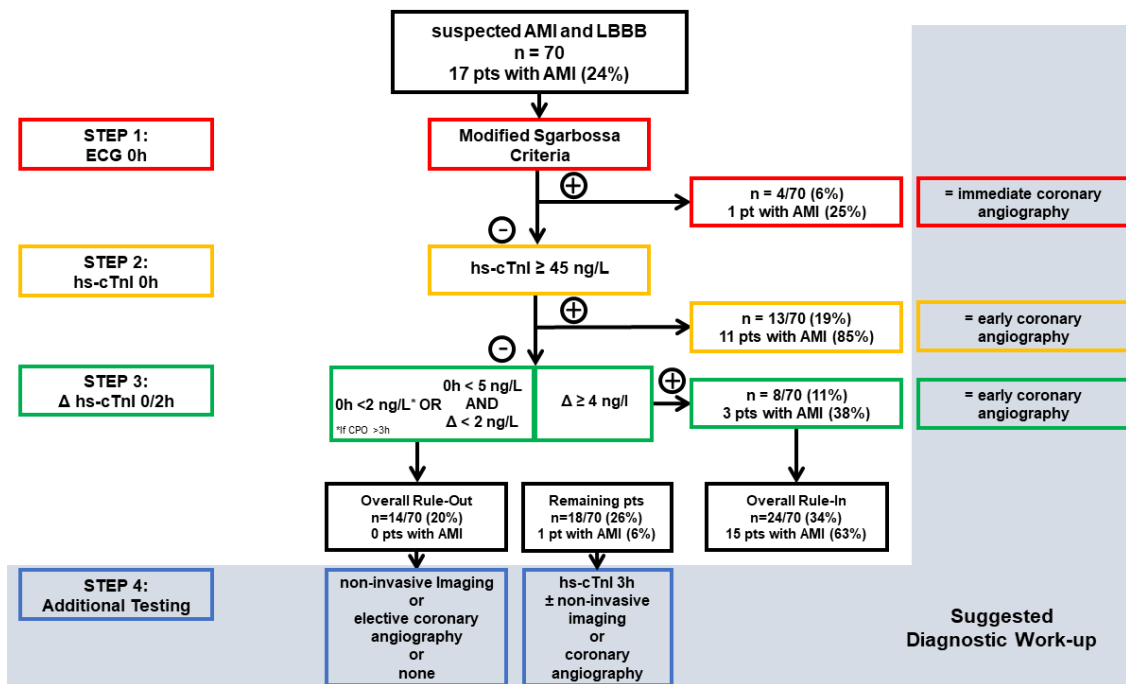 suspected AMI and LBBB
n = 70
17 pts with AMI (24%)
STEP 1:
ECG 0h
Modified Sgarbossa
Criteria
+
n = 4/70 (6%)
1 pt with AMI (25%)
= immediate coronary
angiography
-
STEP 2:
hs-cTnI 0h
hs-cTnI ≥ 45 ng/L
+
n = 13/70 (19%)
11 pts with AMI (85%)
= early coronary
angiography
-
STEP 3:
Δ hs-cTnI 0/2h
0h <2 ng/L* OR
*If CPO >3h
0h < 5 ng/L
AND
Δ < 2 ng/L
Δ ≥ 4 ng/l
+
n = 8/70 (11%)
3 pts with AMI (38%)
= early coronary
angiography
Overall Rule-Out
n=14/70 (20%)
0 pts with AMI
Remaining pts
n=18/70 (26%)
1 pt with AMI (6%)
Overall Rule-In
n=24/70 (34%)
15 pts with AMI (63%)
STEP 4:
Additional Testing
non-invasive Imaging
or
elective coronary
angiography
or
none
hs-cTnI 3h
± non-invasive
imaging
or
coronary
angiography
Suggested
Diagnostic Work-up